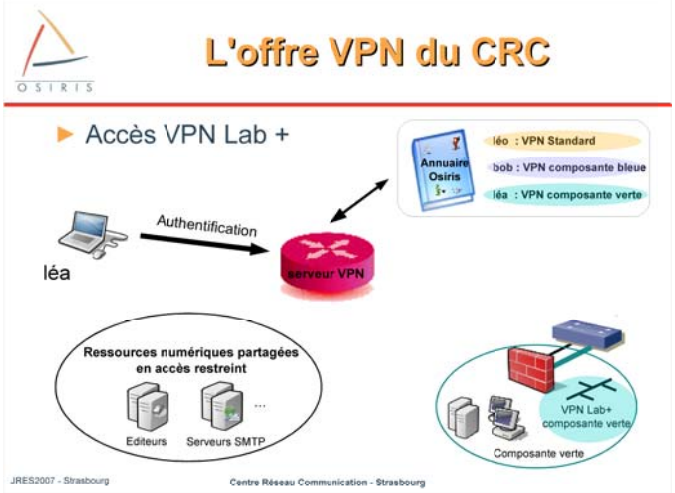 OSIRIS
L'offre VPN du CRC
Accès VPN Lab +
Annuaire
Osiris
léo : VPN Standard
bob : VPN composante bleue
léa : VPN composante verte
Authentification
léa
serveur VPN
Ressources numériques partagées
en accès restreint
...
Editeurs
Serveurs SMTP
VPN Lab+
composante verte
Composante verte
JRES2007 - Strasbourg
Centre Réseau Communication - Strasbourg